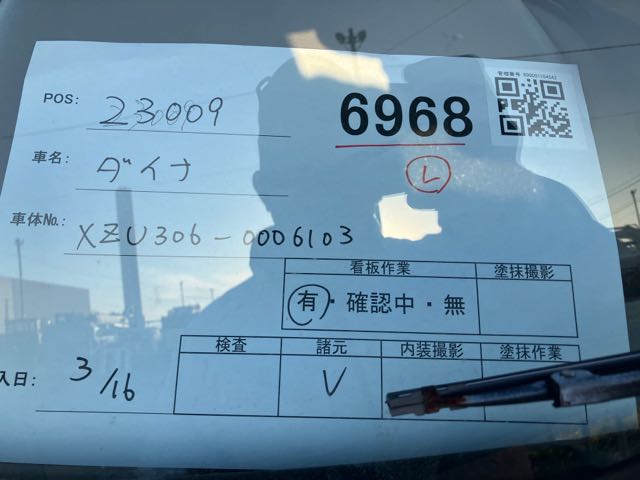 POS: 23009
6968
車名: ダイナ
L
車体No.: XZU306-0006103
看板作業 塗抹撮影
有・確認中・無
検査 諸元 内装撮影 塗抹作業
入日: 3/16 V